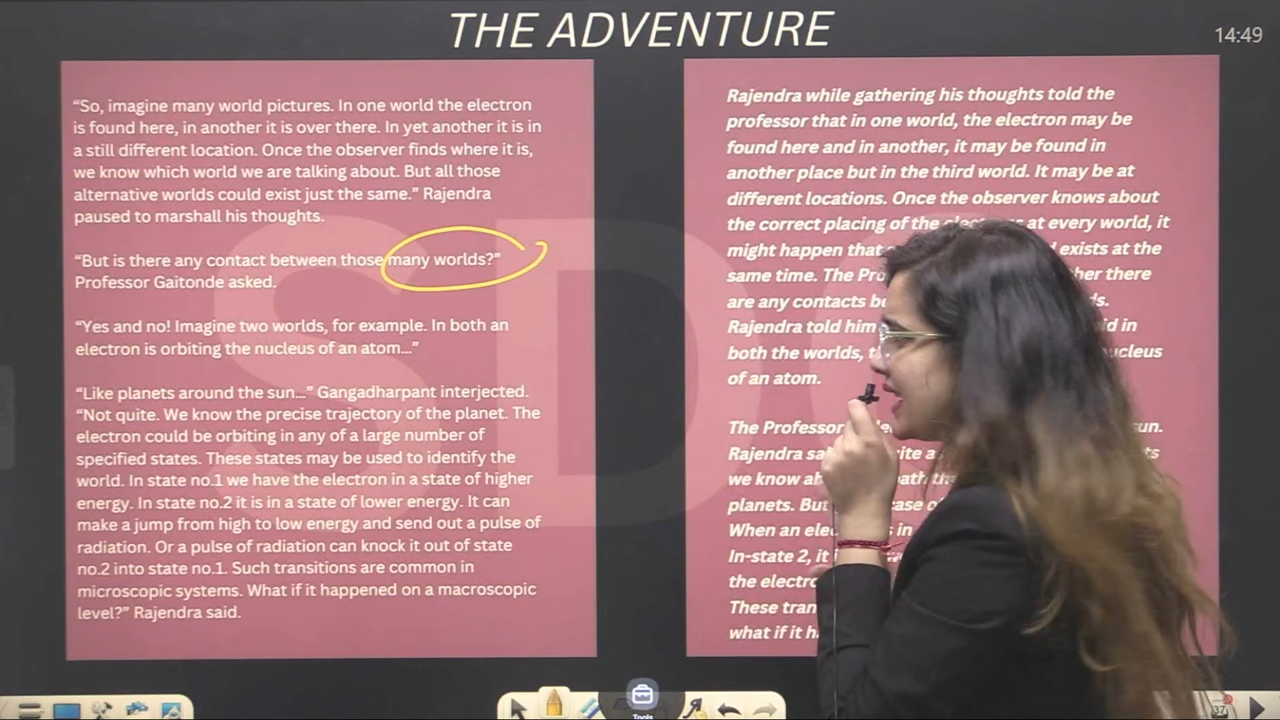 THE ADVENTURE
14:49
“So, imagine many world pictures. In one world the electron
is found here, in another it is over there. In yet another it is in
a still different location. Once the observer finds where it is,
we know which world we are talking about. But all those
alternative worlds could exist just the same.” Rajendra
paused to marshall his thoughts.
“But is there any contact between those many worlds?”
Professor Gaitonde asked.
“Yes and no! Imagine two worlds, for example. In both an
electron is orbiting the nucleus of an atom...”
“Like planets around the sun...” Gangadharpant interjected.
“Not quite. We know the precise trajectory of the planet. The
electron could be orbiting in any of a large number of
specified states. These states may be used to identify the
world. In state no.1 we have the electron in a state of higher
energy. In state no.2 it is in a state of lower energy. It can
make a jump from high to low energy and send out a pulse of
radiation. Or a pulse of radiation can knock it out of state
no.2 into state no.1. Such transitions are common in
microscopic systems. What if it happened on a macroscopic
level?” Rajendra said.
Rajendra while gathering his thoughts told the
professor that in one world, the electron may be
found here and in another, it may be found in
another place but in the third world. It may be at
different locations. Once the observer knows about
the correct placing of the at every world, it
might happen that exists at the
same time. The there
are any contacts
Rajendra told him in
both the worlds,
of an atom.
The Professor sun.
Rajendra
we know
planets. But
When an in
In-state 2, it
the
These
what if it
Tools
37